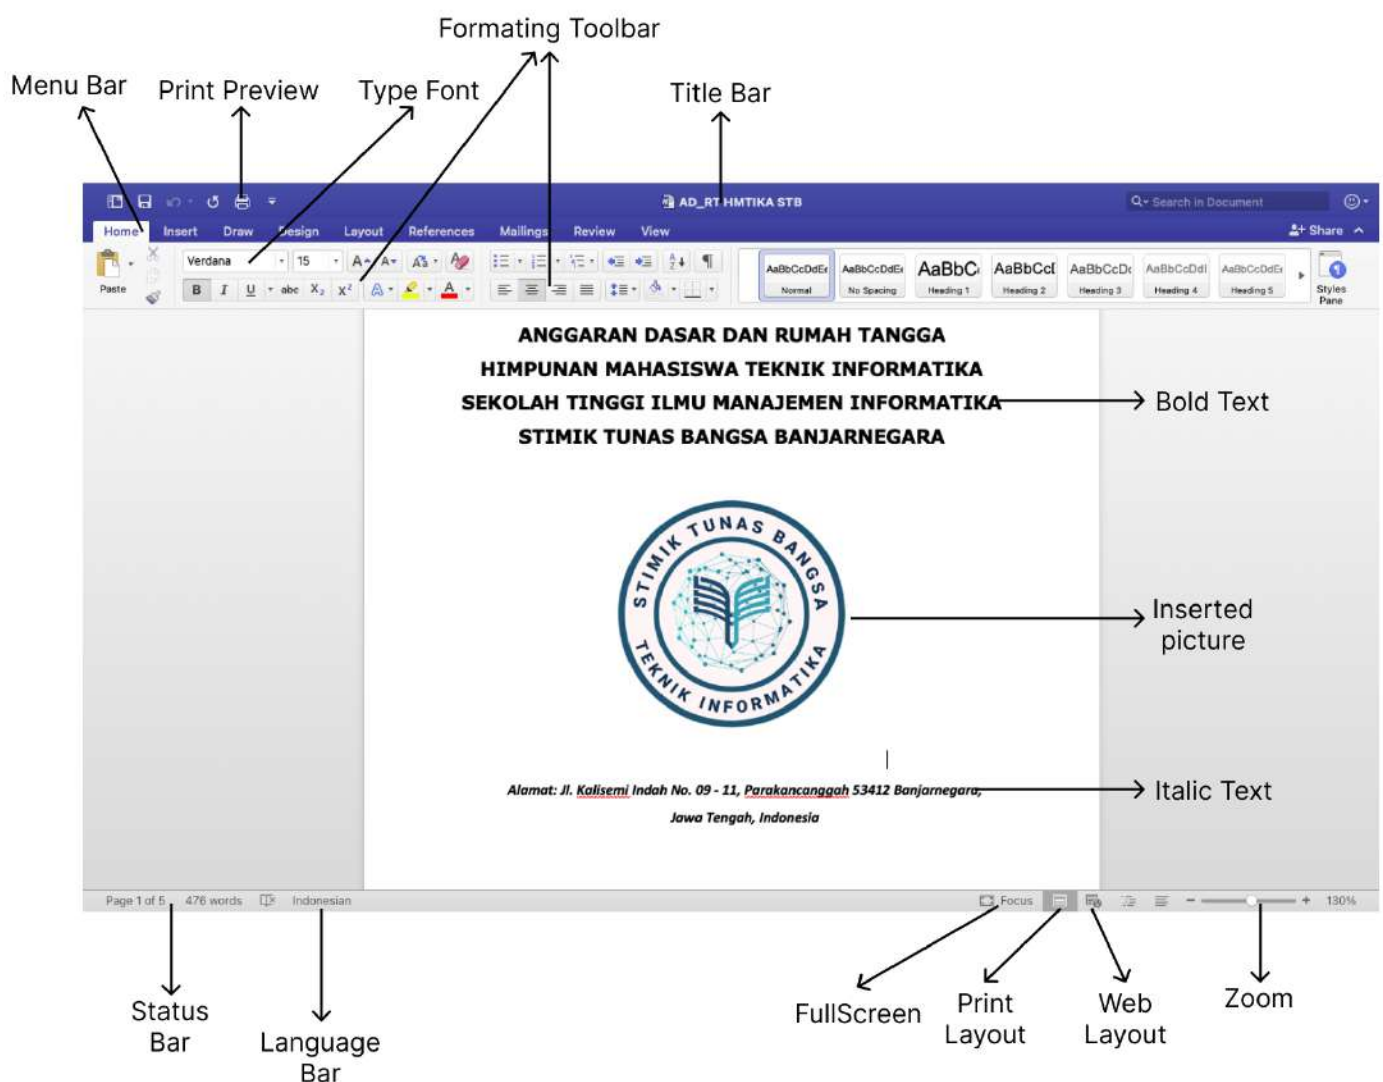 Formating Toolbar
Menu Bar
Print Preview
Type Font
Title Bar
AD_RT HMTIKA STB
Search in Document
Home Insert Draw Design Layout References Mailings Review View
Share
Verdana 15
Paste
B I U abc X₂ X² A A
AaBbCcDdEe AaBbCcDdEe AaBbC AaBbCcI AaBbCcDc AaBbCcDdI AaBbCcDdEe
Normal No Spacing Heading 1 Heading 2 Heading 3 Heading 4 Heading 5
Styles
Pane
ANGGARAN DASAR DAN RUMAH TANGGA
HIMPUNAN MAHASISWA TEKNIK INFORMATIKA
SEKOLAH TINGGI ILMU MANAJEMEN INFORMATIKA
STIMIK TUNAS BANGSA BANJARNEGARA
Bold Text
STIMIK TUNAS BANGSA
TEKNIK INFORMATIKA
Inserted
picture
Alamat: Jl. Kalisemi Indah No. 09 - 11, Parakancanggah 53412 Banjarnegara,
Jawa Tengah, Indonesia
Italic Text
Page 1 of 5 476 words Indonesian
Focus
130%
Status
Bar
Language
Bar
FullScreen
Print
Layout
Web
Layout
Zoom